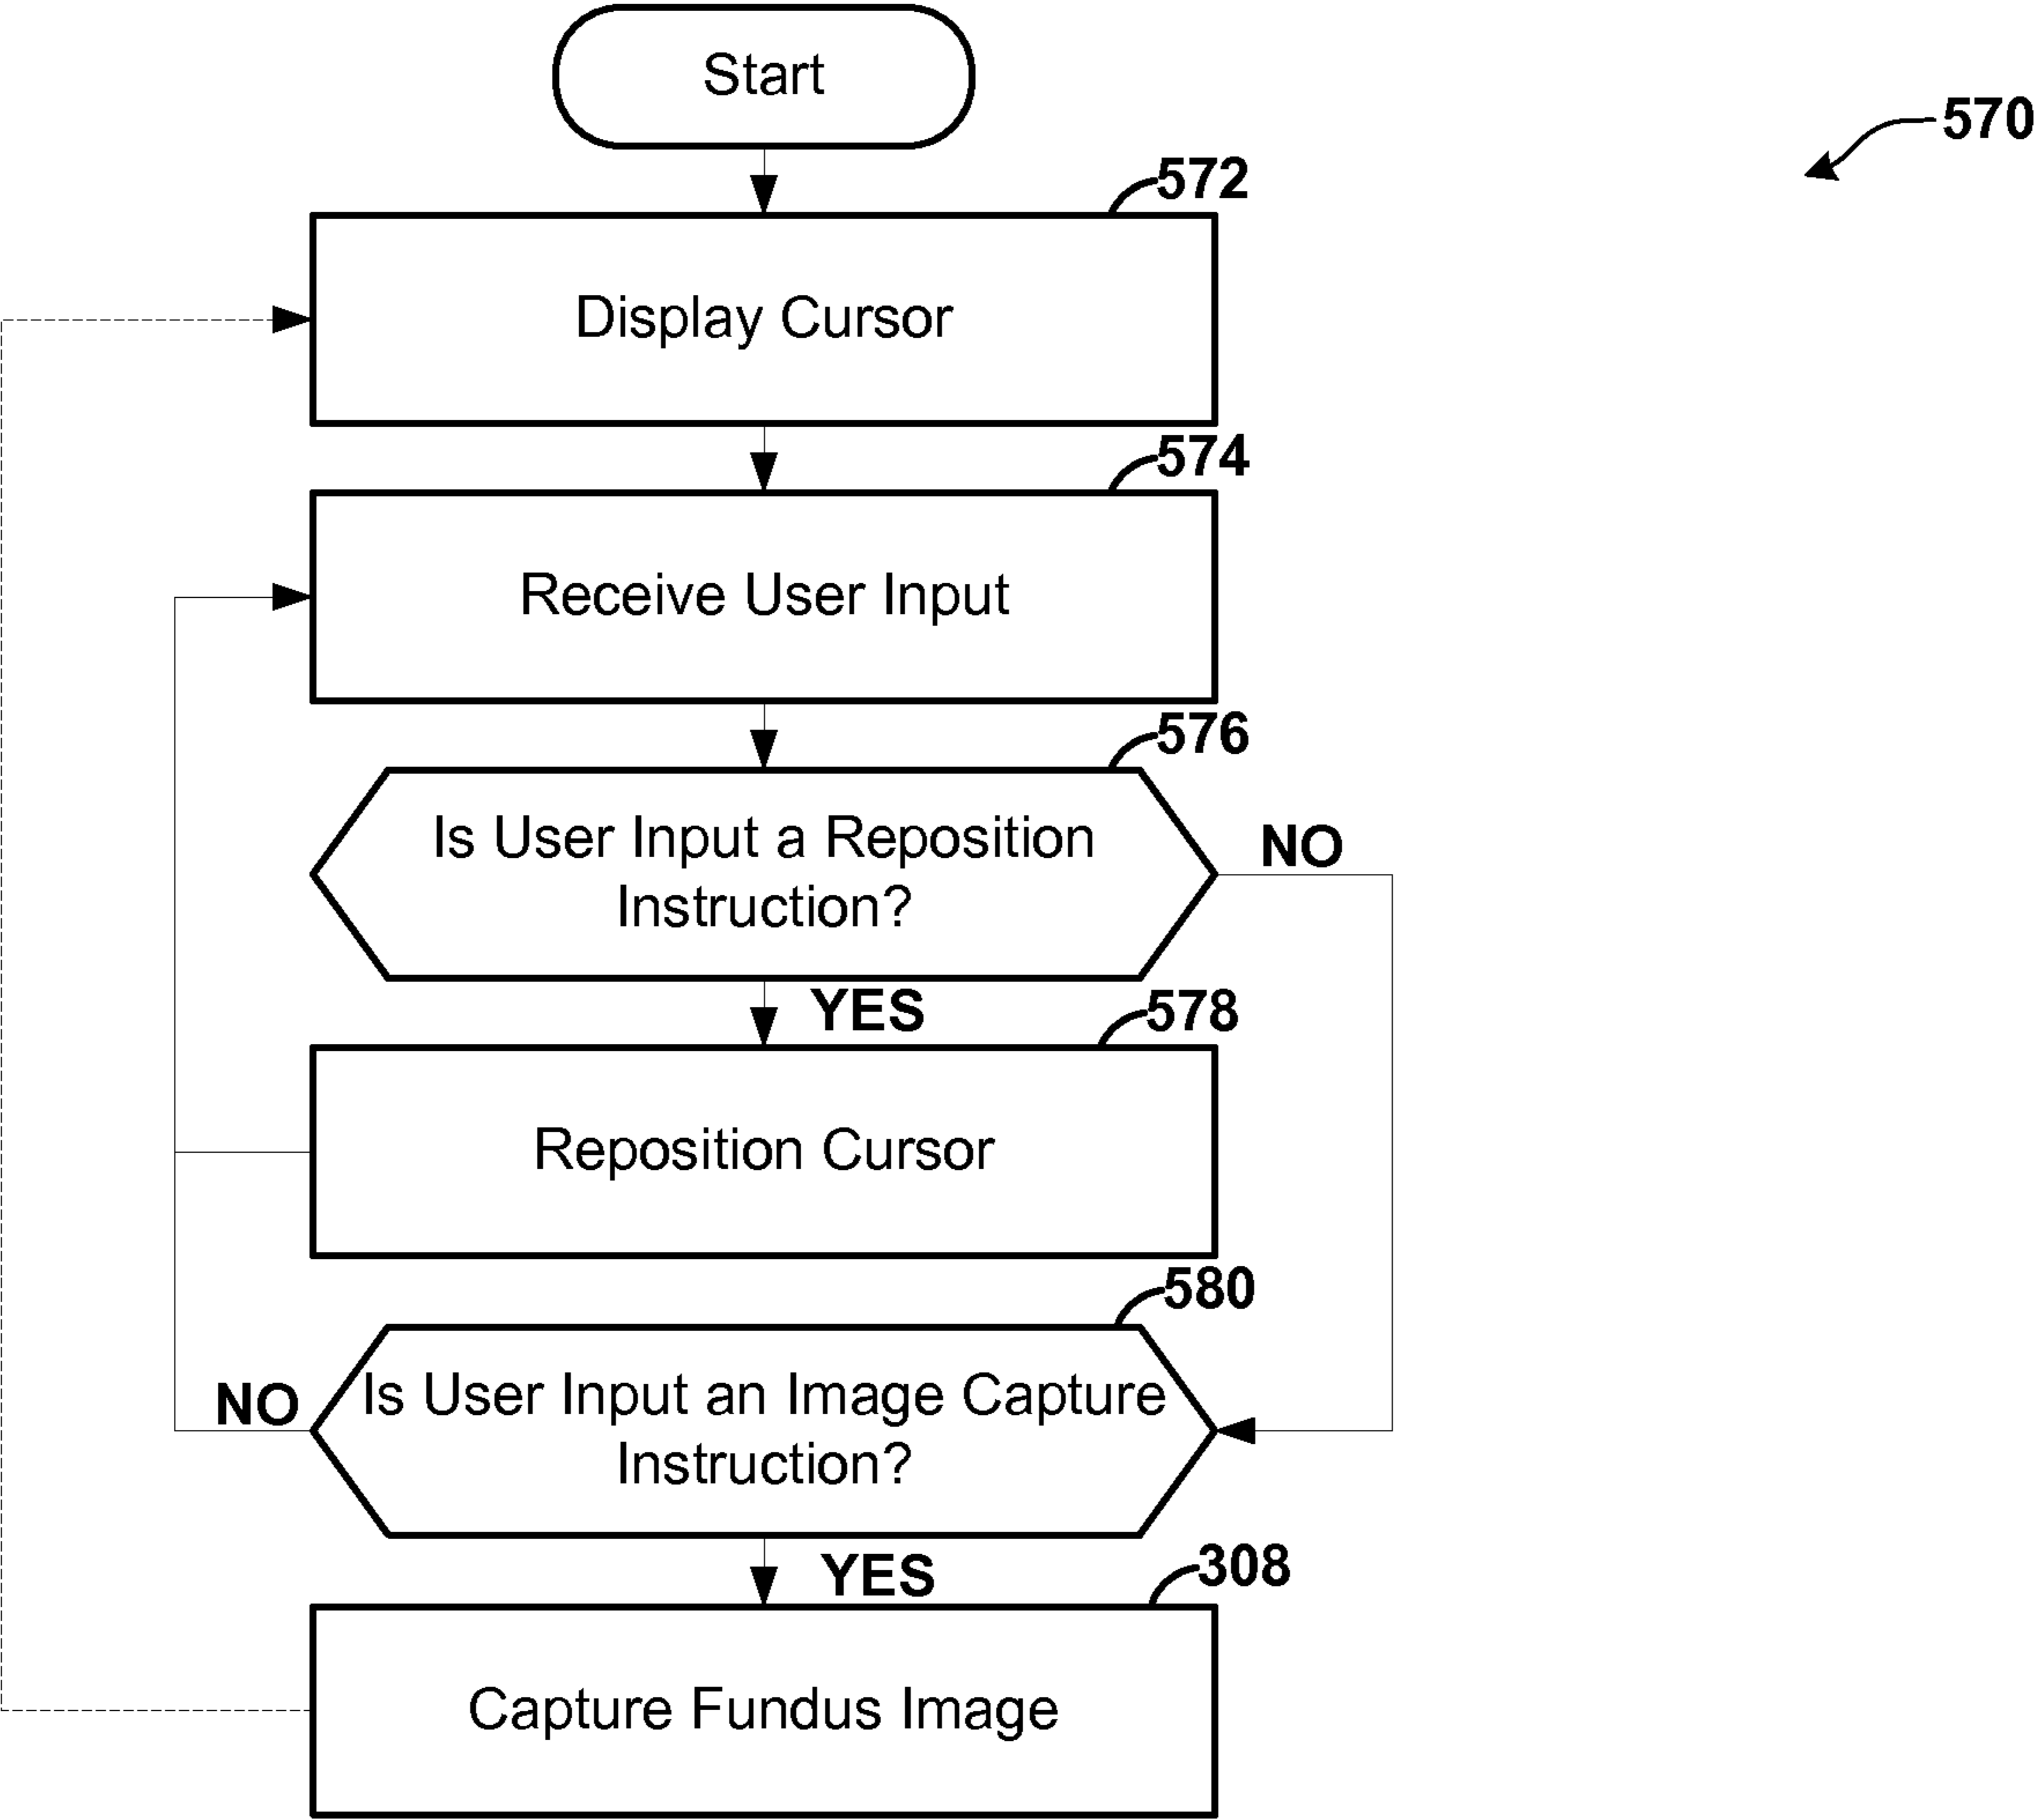 Start
570
572
Display Cursor
574
Receive User Input
576
Is User Input a Reposition
Instruction?
NO
YES
578
Reposition Cursor
580
Is User Input an Image Capture
Instruction?
NO
YES
308
Capture Fundus Image